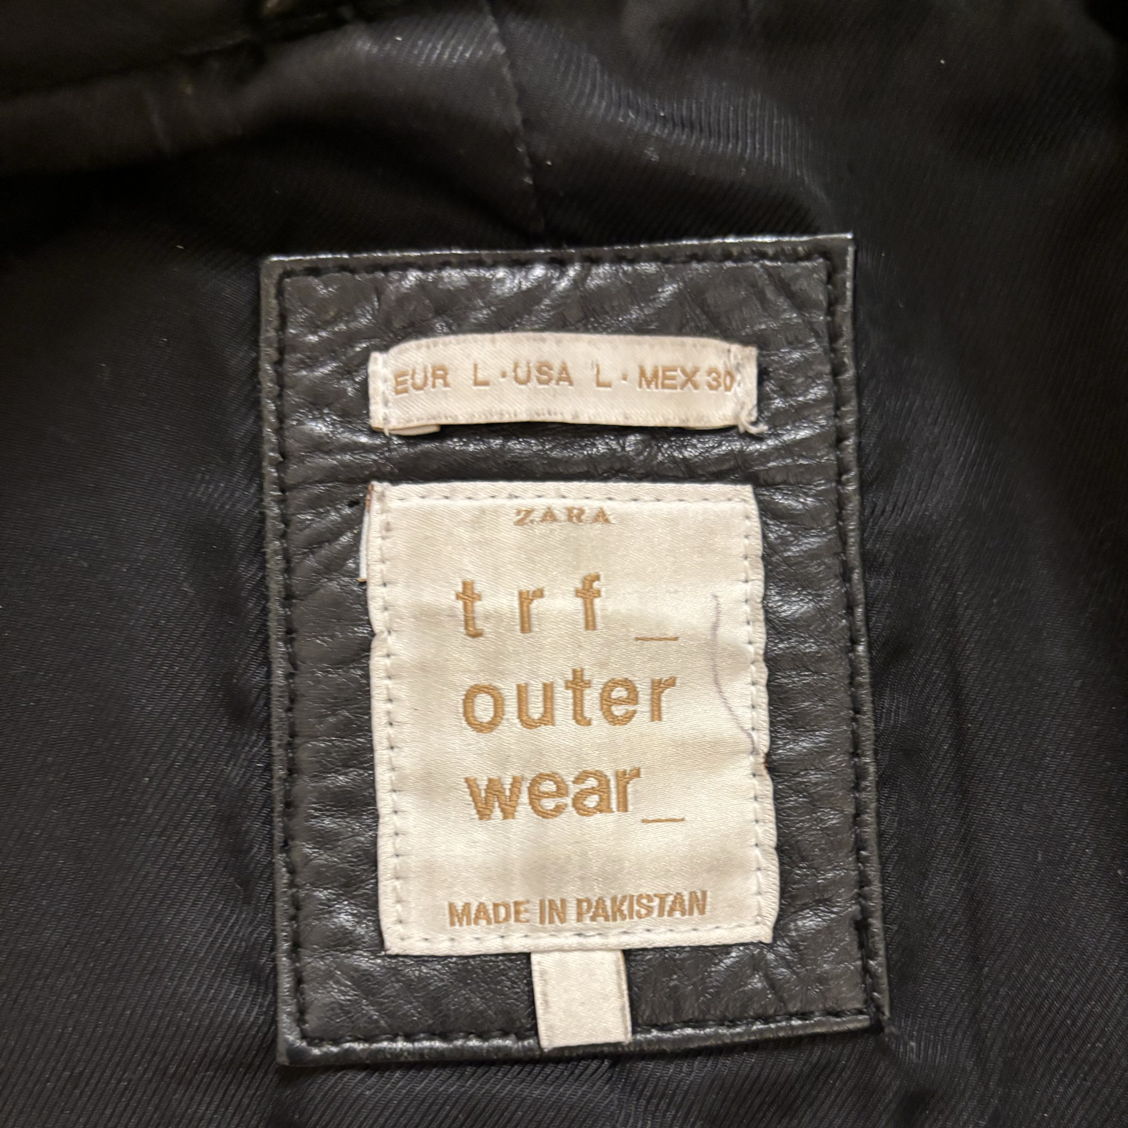 EUR L · USA L · MEX 30
ZARA
trf_
outer
wear_
MADE IN PAKISTAN